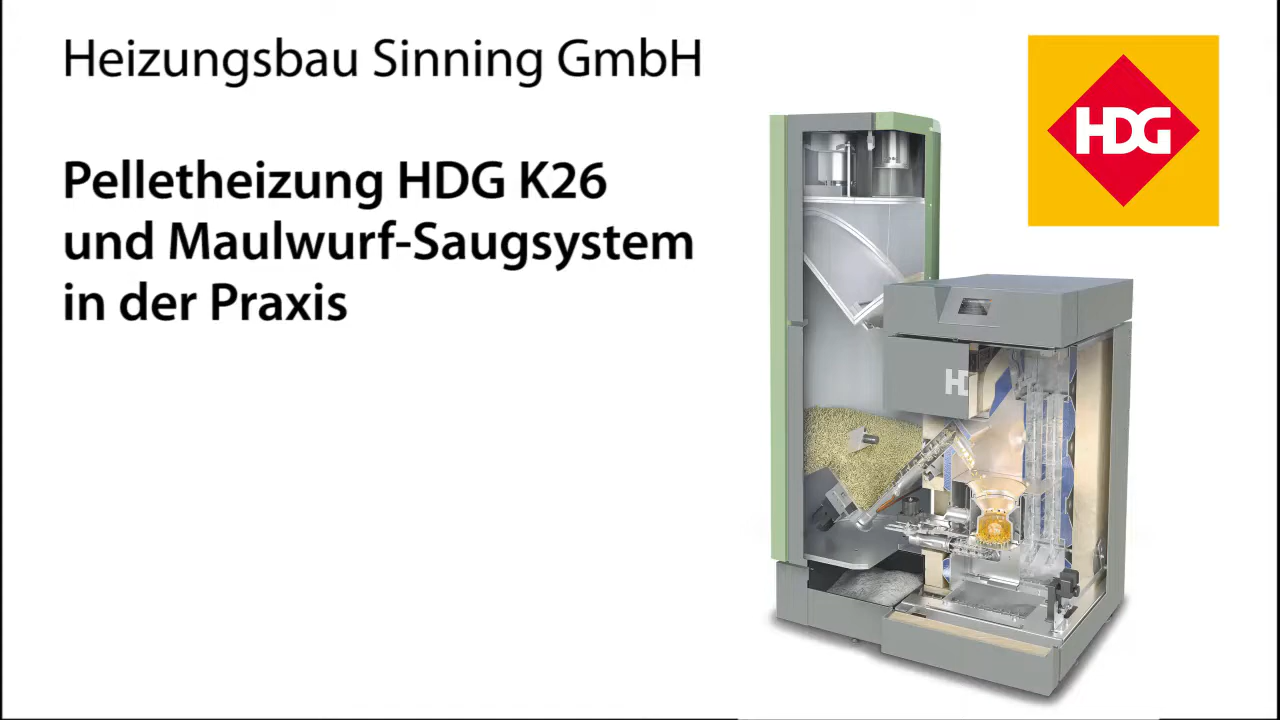 Heizungsbau Sinning GmbH
Pelletheizung HDG K26
und Maulwurf-Saugsystem
in der Praxis
HDG